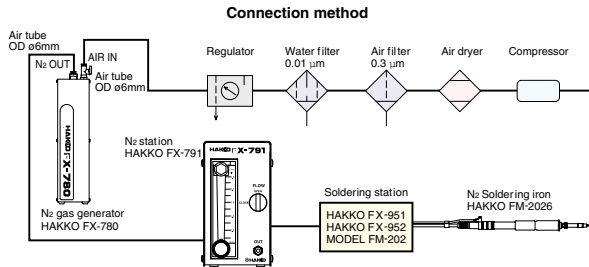 Connection method
Air tube
OD ø6mm
N2 OUT
AIR IN
Air tube
OD ø6mm
Regulator
Water filter
0.01 μm
Air filter
0.3 μm
Air dryer
Compressor
HAKKO FX-780
N2 gas generator
HAKKO FX-780
N2 station
HAKKO FX-791
HAKKO FX-791
FLOW
OPEN
CLOSE
OUT
HAKKO
Soldering station
HAKKO FX-951
HAKKO FX-952
MODEL FM-202
N2 Soldering iron
HAKKO FM-2026